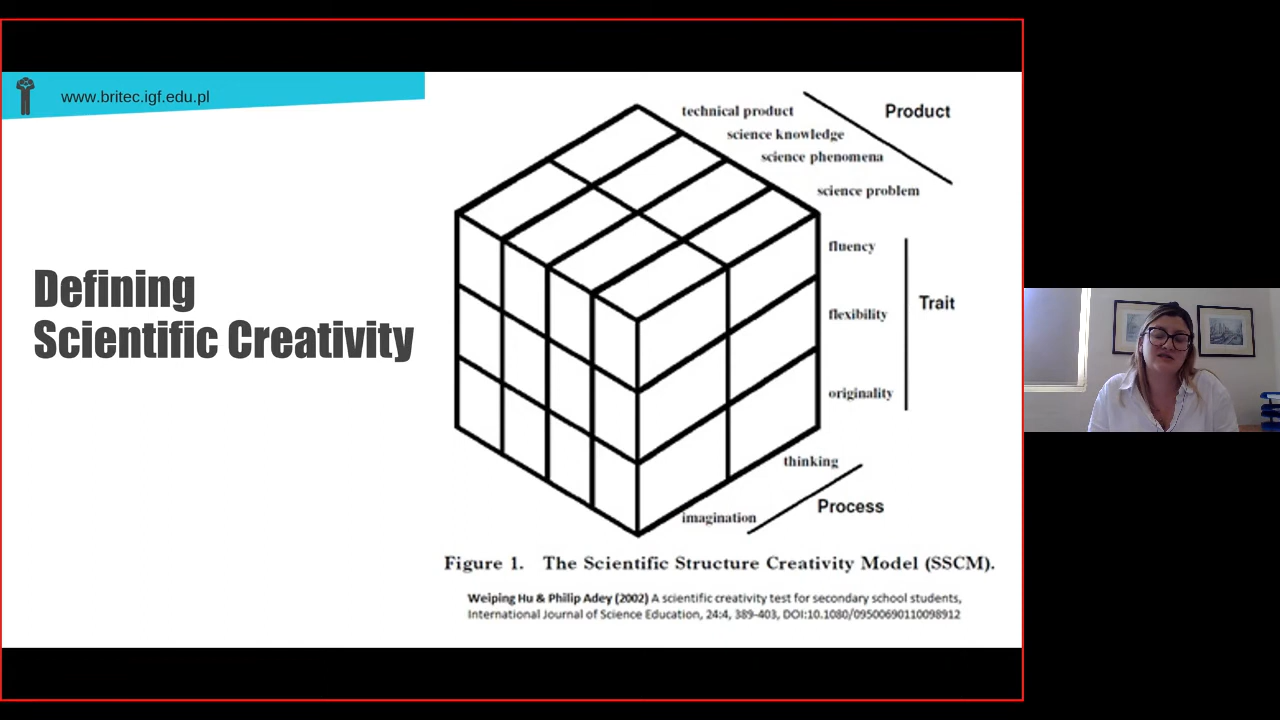 www.britec.igf.edu.pl
Defining
Scientific Creativity
technical product
science knowledge
science phenomena
science problem
Product
fluency
flexibility
originality
Trait
thinking
imagination
Process
Figure 1. The Scientific Structure Creativity Model (SSCM).
Weiping Hu & Philip Adey (2002) A scientific creativity test for secondary school students,
International Journal of Science Education, 24:4, 389-403, DOI:10.1080/09500690110098912